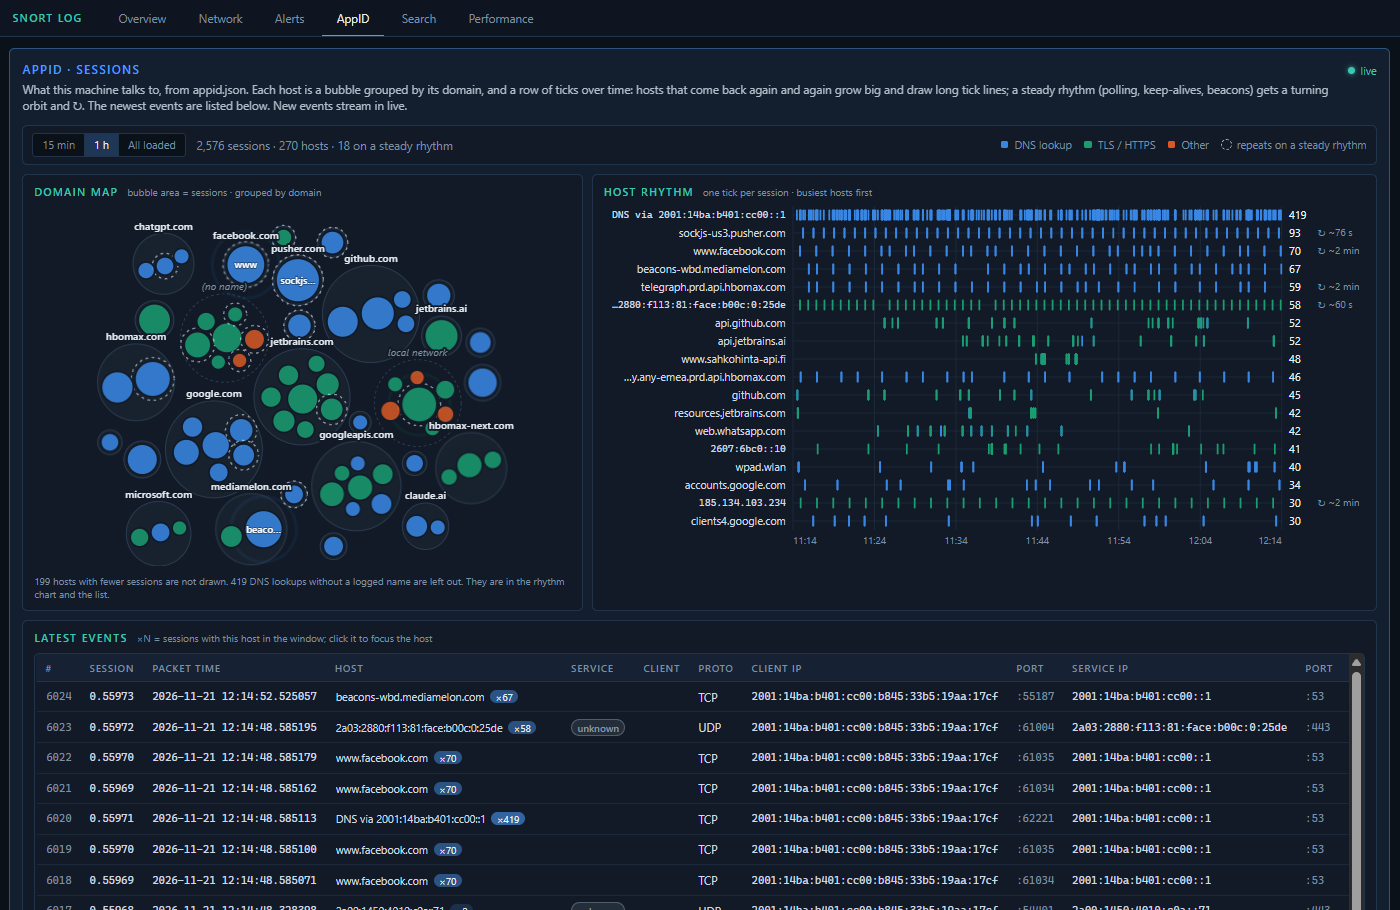 SNORT LOG Overview Network Alerts AppID Search Performance
APPID · SESSIONS
live
What this machine talks to, from appid.json. Each host is a bubble grouped by its domain, and a row of ticks over time: hosts that come back again and again grow big and draw long tick lines; a steady rhythm (polling, keep-alives, beacons) gets a turning
orbit and ↻. The newest events are listed below. New events stream in live.
15 min 1 h All loaded 2,576 sessions · 270 hosts · 18 on a steady rhythm
DNS lookup TLS / HTTPS Other repeats on a steady rhythm
DOMAIN MAP bubble area = sessions · grouped by domain
chatgpt.com
facebook.com
pusher.com
github.com
www
sockjs...
(no name)
jetbrains.ai
hbomax.com
jetbrains.com
local network
google.com
hbomax-next.com
googleapis.com
mediamelon.com
microsoft.com
claude.ai
beaco...
199 hosts with fewer sessions are not drawn. 419 DNS lookups without a logged name are left out. They are in the rhythm
chart and the list.
HOST RHYTHM one tick per session · busiest hosts first
DNS via 2001:14ba:b401:cc00::1 419
sockjs-us3.pusher.com 93 ↻ ~76 s
www.facebook.com 70 ↻ ~2 min
beacons-wbd.mediamelon.com 67
telegraph.prd.api.hbomax.com 59 ↻ ~2 min
…2880:f113:81:face:b00c:0:25de 58 ↻ ~60 s
api.github.com 52
api.jetbrains.ai 52
www.sahkohinta-api.fi 48
...y.any-emea.prd.api.hbomax.com 46
github.com 45
resources.jetbrains.com 42
web.whatsapp.com 42
2607:6bc0::10 41
wpad.wlan 40
accounts.google.com 34
185.134.103.234 30 ↻ ~2 min
clients4.google.com 30
11:14 11:24 11:34 11:44 11:54 12:04 12:14
LATEST EVENTS ×N = sessions with this host in the window; click it to focus the host
# SESSION PACKET TIME HOST SERVICE CLIENT PROTO CLIENT IP PORT SERVICE IP PORT
6024 0.55973 2026-11-21 12:14:52.525057 beacons-wbd.mediamelon.com ×67 TCP 2001:14ba:b401:cc00:b845:33b5:19aa:17cf :55187 2001:14ba:b401:cc00::1 :53
6023 0.55972 2026-11-21 12:14:48.585195 2a03:2880:f113:81:face:b00c:0:25de ×58 unknown UDP 2001:14ba:b401:cc00:b845:33b5:19aa:17cf :61004 2a03:2880:f113:81:face:b00c:0:25de :443
6022 0.55970 2026-11-21 12:14:48.585179 www.facebook.com ×70 TCP 2001:14ba:b401:cc00:b845:33b5:19aa:17cf :61035 2001:14ba:b401:cc00::1 :53
6021 0.55969 2026-11-21 12:14:48.585162 www.facebook.com ×70 TCP 2001:14ba:b401:cc00:b845:33b5:19aa:17cf :61034 2001:14ba:b401:cc00::1 :53
6020 0.55971 2026-11-21 12:14:48.585113 DNS via 2001:14ba:b401:cc00::1 ×419 TCP 2001:14ba:b401:cc00:b845:33b5:19aa:17cf :62221 2001:14ba:b401:cc00::1 :53
6019 0.55970 2026-11-21 12:14:48.585100 www.facebook.com ×70 TCP 2001:14ba:b401:cc00:b845:33b5:19aa:17cf :61035 2001:14ba:b401:cc00::1 :53
6018 0.55969 2026-11-21 12:14:48.585071 www.facebook.com ×70 TCP 2001:14ba:b401:cc00:b845:33b5:19aa:17cf :61034 2001:14ba:b401:cc00::1 :53